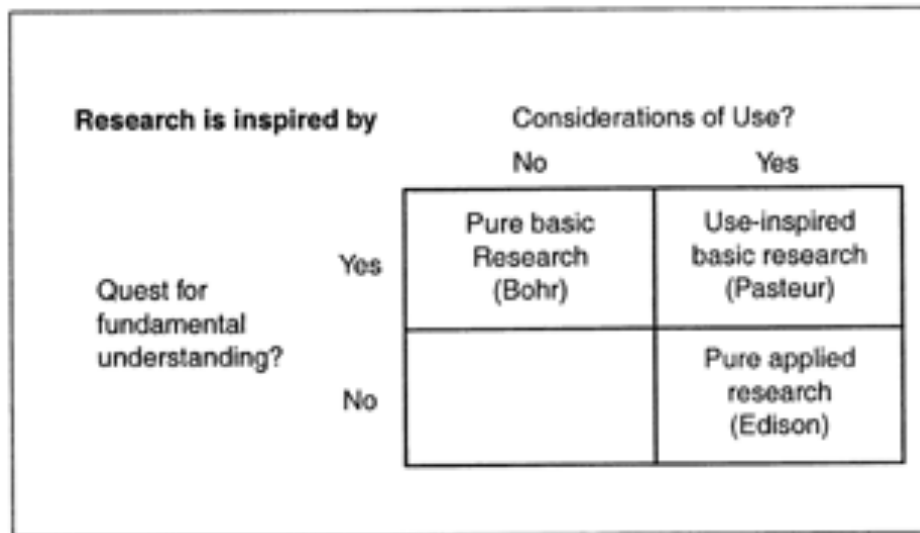 Research is inspired by
Considerations of Use?
No
Yes
Quest for
fundamental
understanding?
Yes
Pure basic
Research
(Bohr)
Use-inspired
basic research
(Pasteur)
No
Pure applied
research
(Edison)